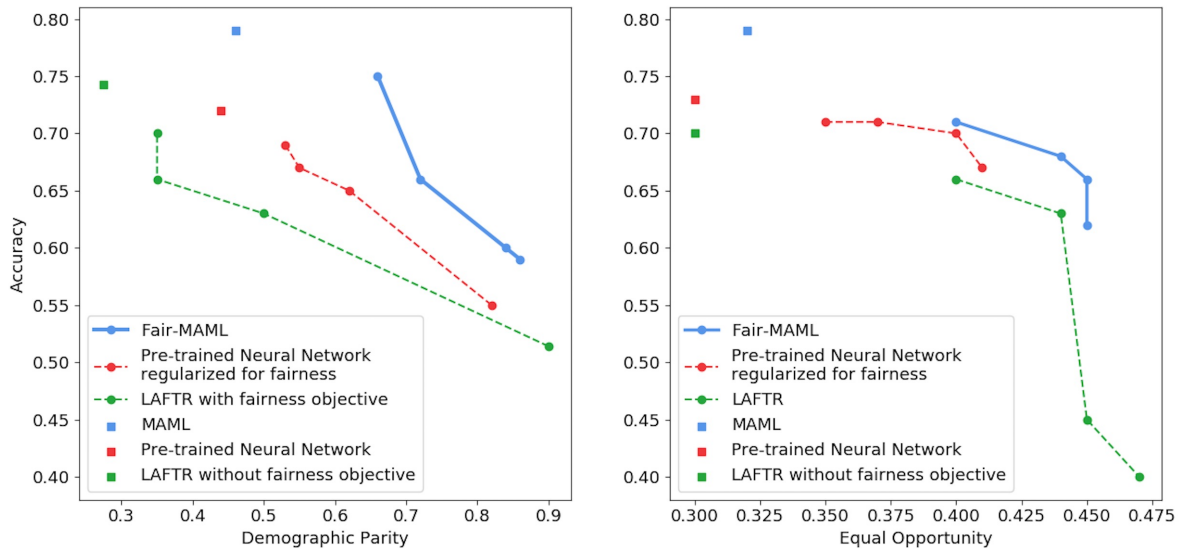 0.80
0.75
0.70
0.65
0.60
0.55
0.50
0.45
0.40
Accuracy
Fair-MAML
Pre-trained Neural Network
regularized for fairness
LAFTR with fairness objective
MAML
Pre-trained Neural Network
LAFTR without fairness objective
0.3 0.4 0.5 0.6 0.7 0.8 0.9
Demographic Parity
0.80
0.75
0.70
0.65
0.60
0.55
0.50
0.45
0.40
Fair-MAML
Pre-trained Neural Network
regularized for fairness
LAFTR
MAML
Pre-trained Neural Network
LAFTR without fairness objective
0.300 0.325 0.350 0.375 0.400 0.425 0.450 0.475
Equal Opportunity